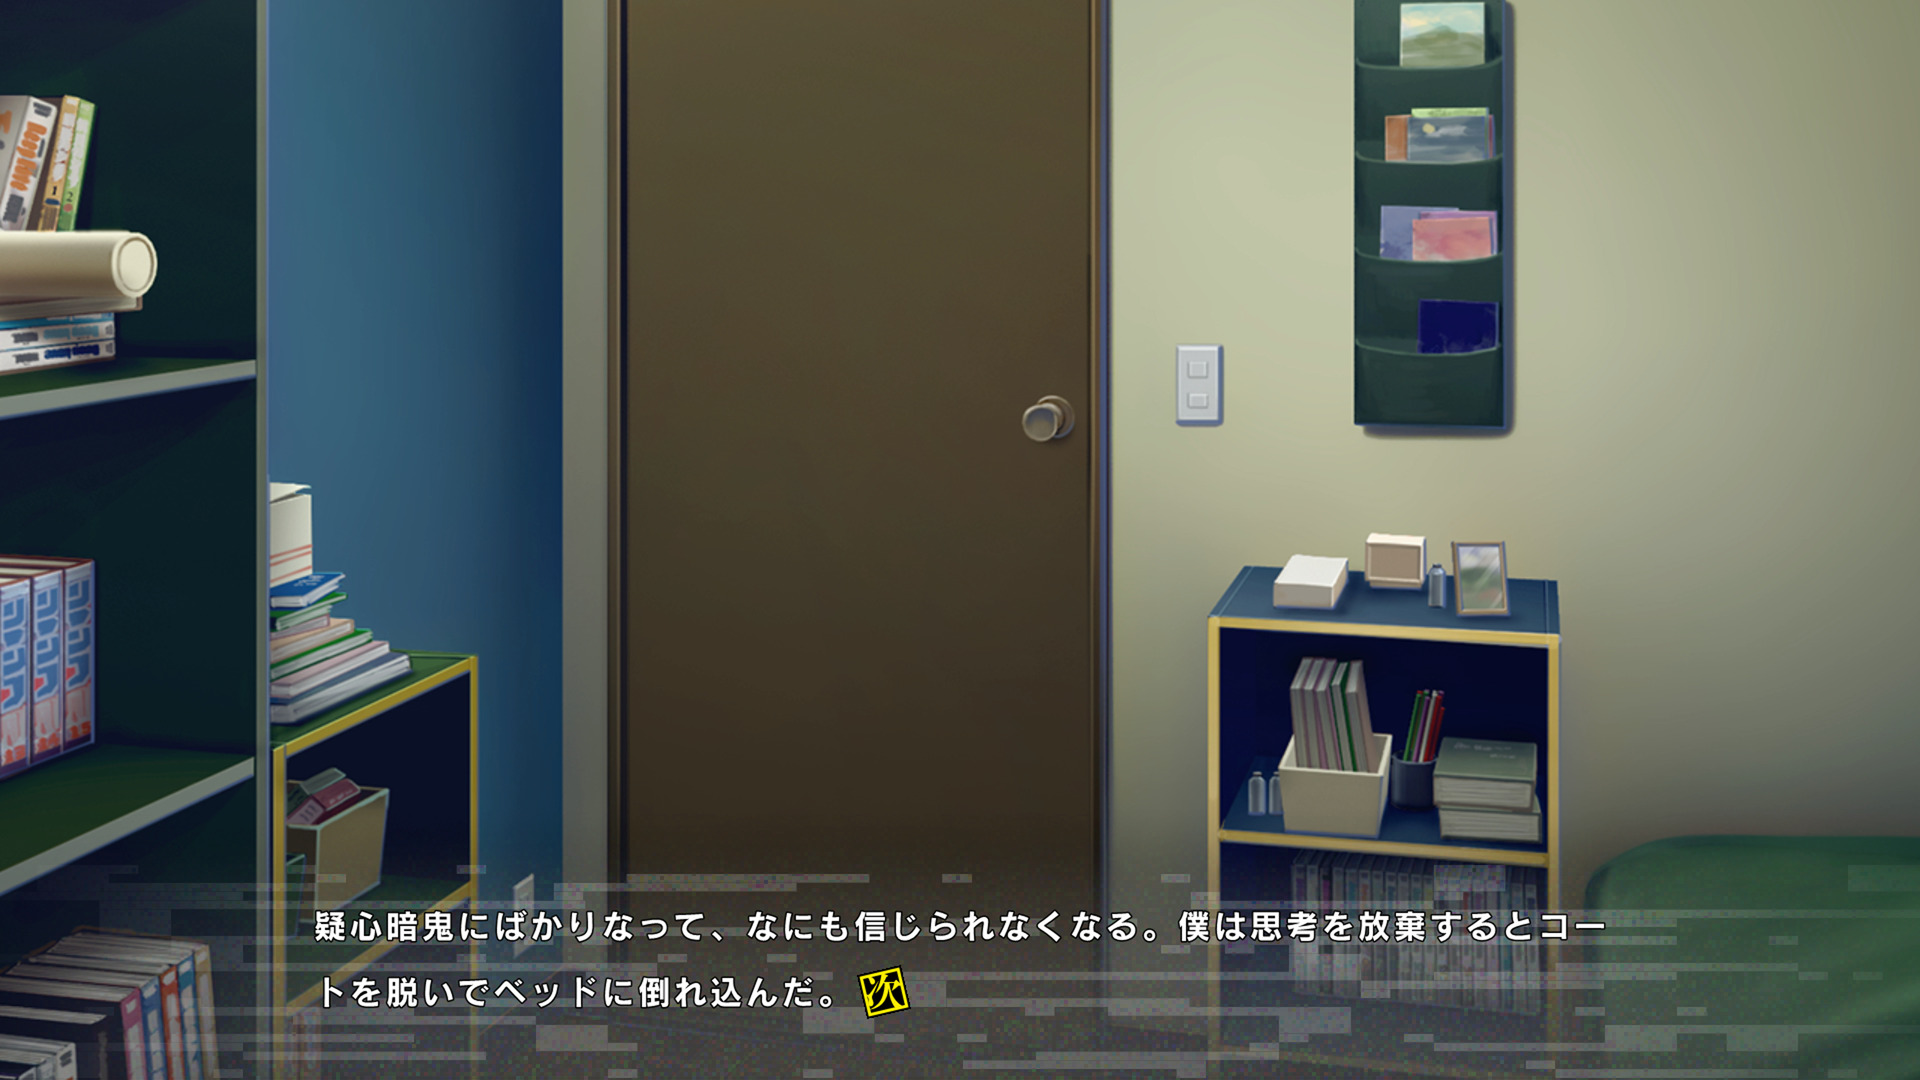 疑心暗鬼にばかりなって、なにも信じられなくなる。僕は思考を放棄するとコー
トを脱いでベッドに倒れ込んだ。 次